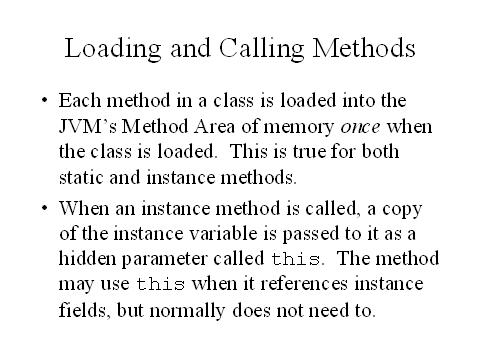 Loading and Calling Methods
• Each method in a class is loaded into the
JVM's Method Area of memory once when
the class is loaded. This is true for both
static and instance methods.
• When an instance method is called, a copy
of the instance variable is passed to it as a
hidden parameter called this. The method
may use this when it references instance
fields, but normally does not need to.